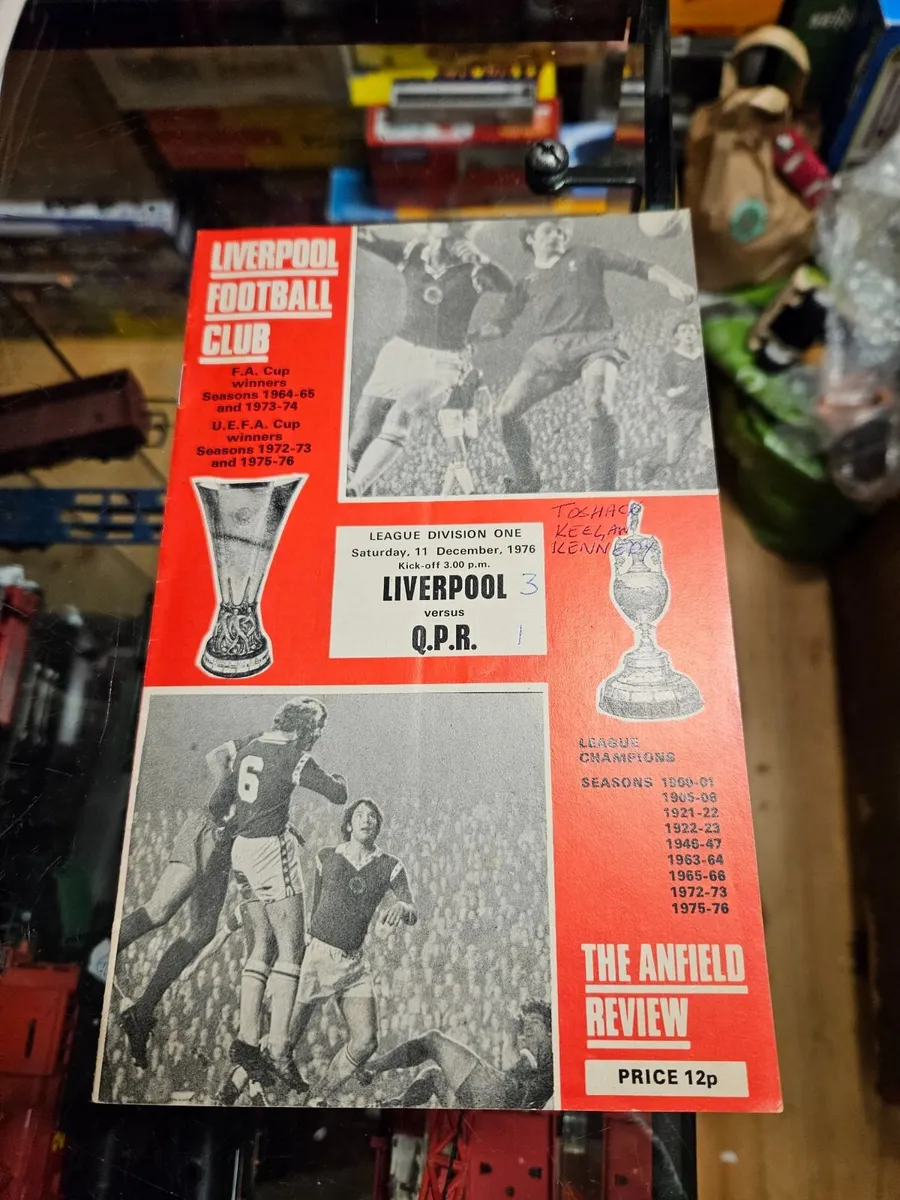 LIVERPOOL
FOOTBALL
CLUB
F.A. Cup
winners
Seasons 1964-65
and 1973-74
U.E.F.A. Cup
winners
Seasons 1972-73
and 1975-76
TOSHACK
KEEGAN
KENNEDY
LEAGUE DIVISION ONE
Saturday, 11 December, 1976
Kick-off 3.00 p.m.
LIVERPOOL 3
versus
Q.P.R. 1
6
LEAGUE
CHAMPIONS
SEASONS 1900-01
1905-06
1921-22
1922-23
1946-47
1963-64
1965-66
1972-73
1975-76
THE ANFIELD
REVIEW
PRICE 12p